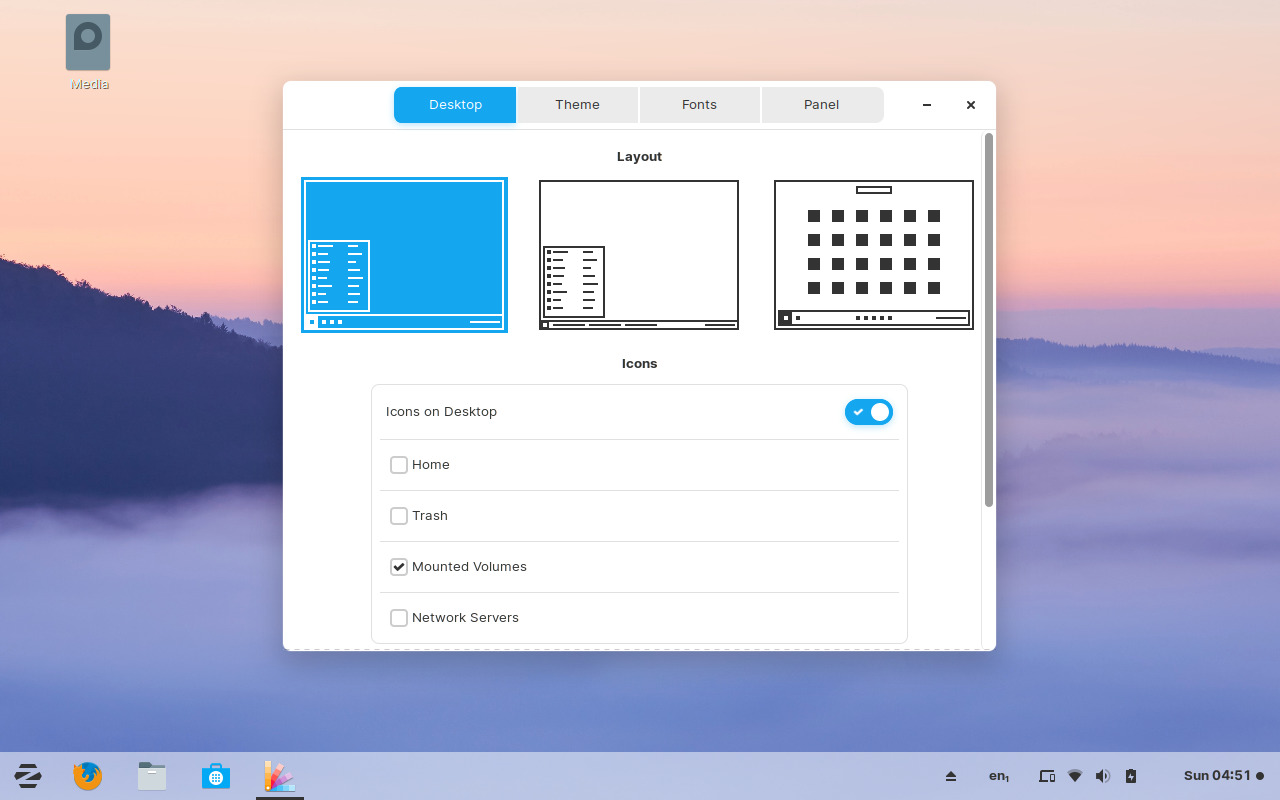 Media
Desktop
Theme
Fonts
Panel
Layout
Icons
Icons on Desktop
Home
Trash
Mounted Volumes
Network Servers
en₁
Sun 04:51